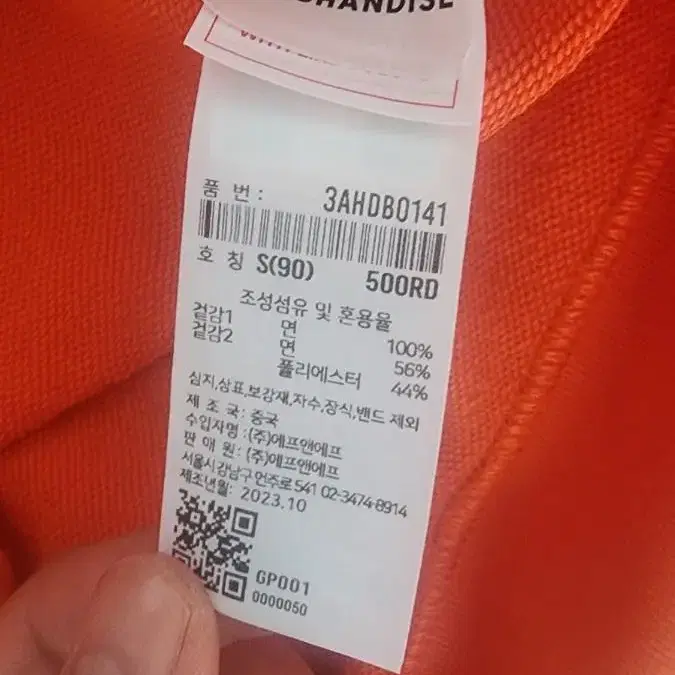 품 번 : 3AHDB0141
호 칭 S(90) 500RD
조성섬유 및 혼용율
겉감1 면 100%
겉감2 면 56%
폴리에스터 44%
심지,상표,보강재,자수,장식,밴드 제외
제 조 국: 중국
수입자명 :(주)에프앤에프
판 매 원: (주)에프앤에프
서울시 강남구 언주로 541 02-3474-8914
제조년월: 2023.10
GP001
0000050